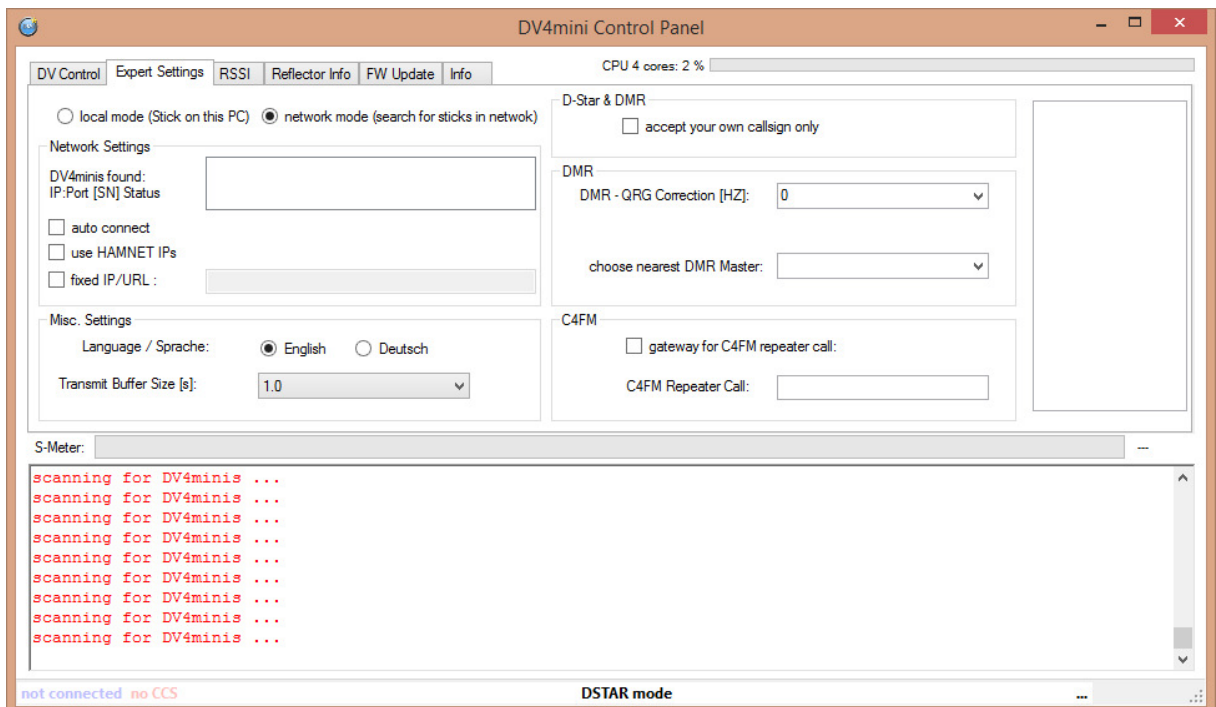 DV4mini Control Panel
DV Control Expert Settings RSSI Reflector Info FW Update Info
CPU 4 cores: 2 %
local mode (Stick on this PC) network mode (search for sticks in netwok)
Network Settings
DV4minis found:
IP:Port [SN] Status
auto connect
use HAMNET IPs
fixed IP/URL :
Misc. Settings
Language / Sprache: English Deutsch
Transmit Buffer Size [s]: 1.0
D-Star & DMR
accept your own callsign only
DMR
DMR - QRG Correction [HZ]: 0
choose nearest DMR Master:
C4FM
gateway for C4FM repeater call:
C4FM Repeater Call:
S-Meter: ---
scanning for DV4minis ...
scanning for DV4minis ...
scanning for DV4minis ...
scanning for DV4minis ...
scanning for DV4minis ...
scanning for DV4minis ...
scanning for DV4minis ...
scanning for DV4minis ...
scanning for DV4minis ...
not connected no CCS DSTAR mode ...